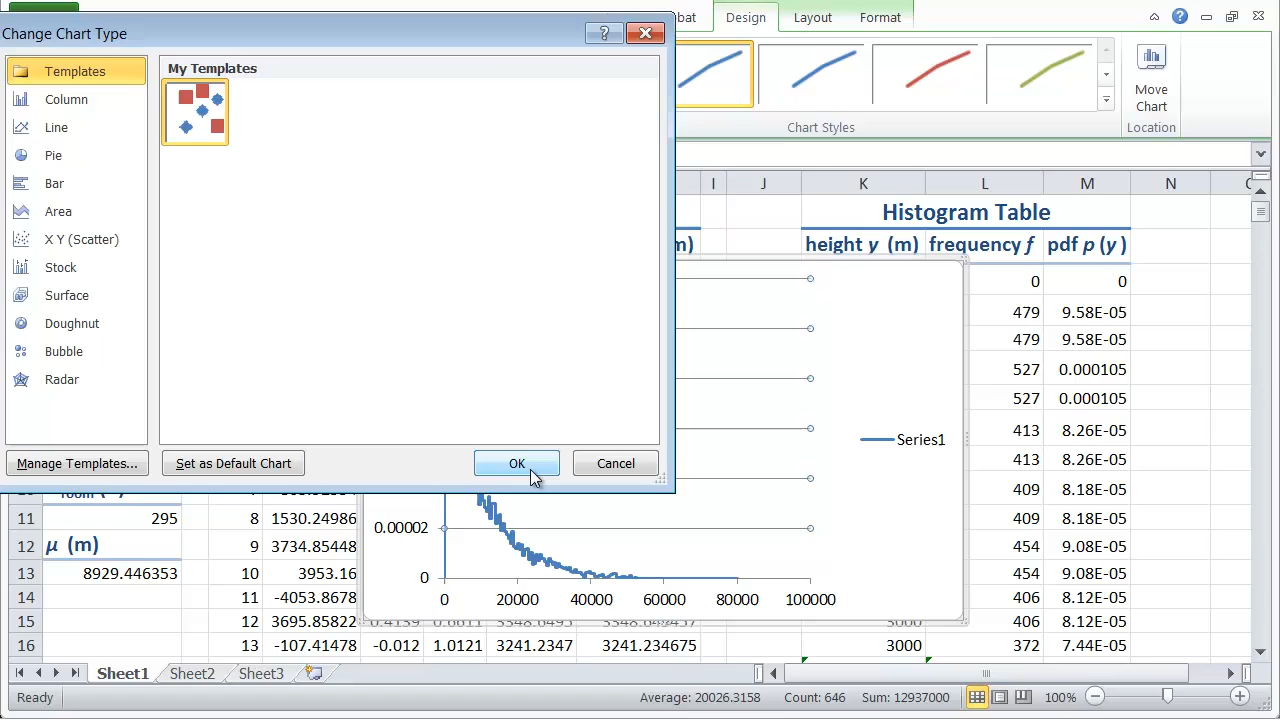 Change Chart Type
bat
Design
Layout
Format
Templates
Column
Line
Pie
Bar
Area
X Y (Scatter)
Stock
Surface
Doughnut
Bubble
Radar
My Templates
Manage Templates...
Set as Default Chart
OK
Cancel
Chart Styles
Move
Chart
Location
I J K L M N
Histogram Table
m) height y (m) frequency f pdf p (y)
0 0
479 9.58E-05
479 9.58E-05
527 0.000105
527 0.000105
413 8.26E-05
413 8.26E-05
409 8.18E-05
409 8.18E-05
454 9.08E-05
454 9.08E-05
406 8.12E-05
406 8.12E-05
372 7.44E-05
Series1
0.00002
0
0 20000 40000 60000 80000 100000
11 295 8 1530.24986
12 μ (m) 9 3734.85448
13 8929.446353 10 3953.16
14 11 -4053.8678
15 12 3695.85822
16 13 -107.41478 -0.012 1.0121 3241.2347 3241.234675 3000
Sheet1 Sheet2 Sheet3
Ready Average: 20026.3158 Count: 646 Sum: 12937000 100%